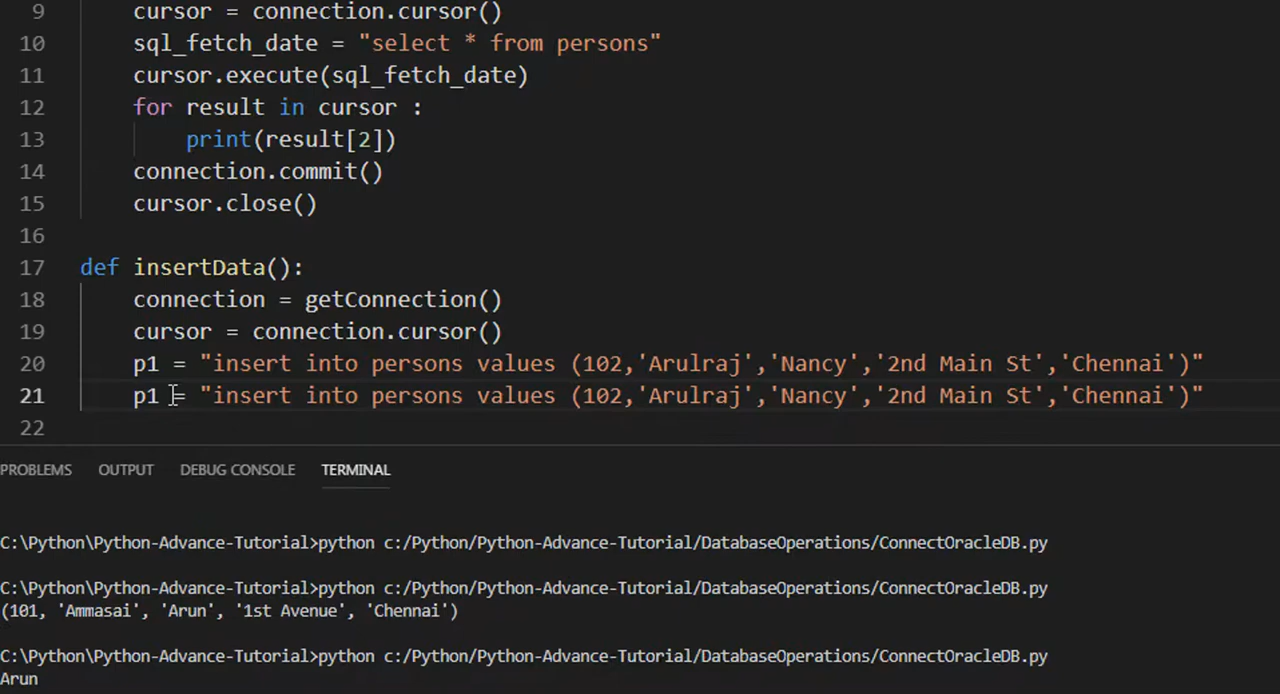 9 cursor = connection.cursor()
10 sql_fetch_date = "select * from persons"
11 cursor.execute(sql_fetch_date)
12 for result in cursor :
13 print(result[2])
14 connection.commit()
15 cursor.close()
16
17 def insertData():
18 connection = getConnection()
19 cursor = connection.cursor()
20 p1 = "insert into persons values (102,'Arulraj','Nancy','2nd Main St','Chennai')"
21 p1 = "insert into persons values (102,'Arulraj','Nancy','2nd Main St','Chennai')"
22
PROBLEMS OUTPUT DEBUG CONSOLE TERMINAL
C:\Python\Python-Advance-Tutorial>python c:/Python/Python-Advance-Tutorial/DatabaseOperations/ConnectOracleDB.py
C:\Python\Python-Advance-Tutorial>python c:/Python/Python-Advance-Tutorial/DatabaseOperations/ConnectOracleDB.py
(101, 'Ammasai', 'Arun', '1st Avenue', 'Chennai')
C:\Python\Python-Advance-Tutorial>python c:/Python/Python-Advance-Tutorial/DatabaseOperations/ConnectOracleDB.py
Arun